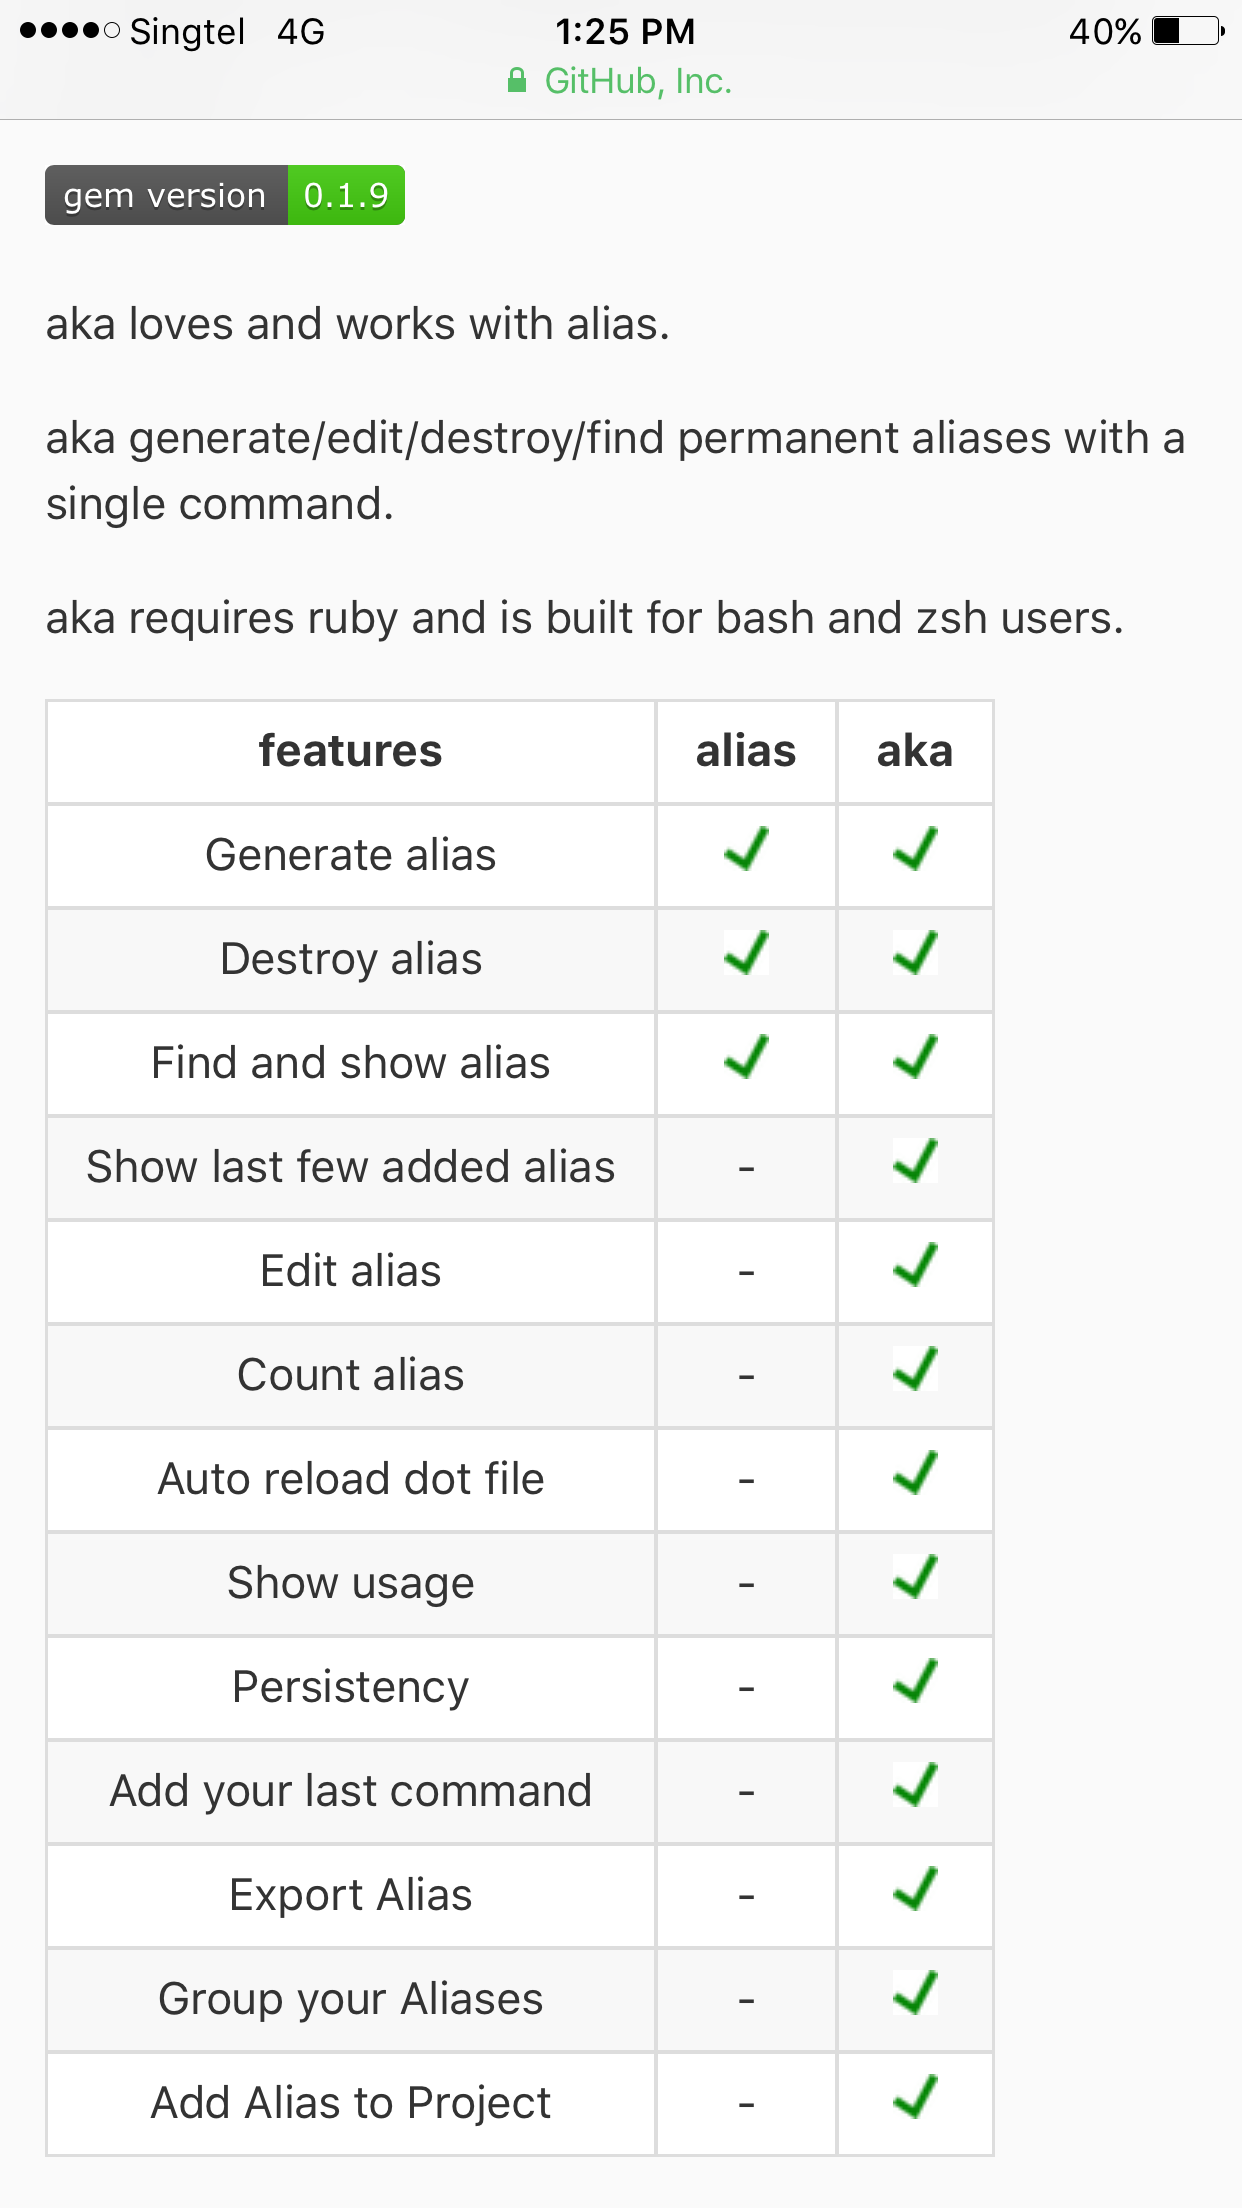 Singtel 4G 1:25 PM 40%
GitHub, Inc.
gem version 0.1.9
aka loves and works with alias.
aka generate/edit/destroy/find permanent aliases with a
single command.
aka requires ruby and is built for bash and zsh users.
features alias aka
Generate alias ✓ ✓
Destroy alias ✓ ✓
Find and show alias ✓ ✓
Show last few added alias - ✓
Edit alias - ✓
Count alias - ✓
Auto reload dot file - ✓
Show usage - ✓
Persistency - ✓
Add your last command - ✓
Export Alias - ✓
Group your Aliases - ✓
Add Alias to Project - ✓